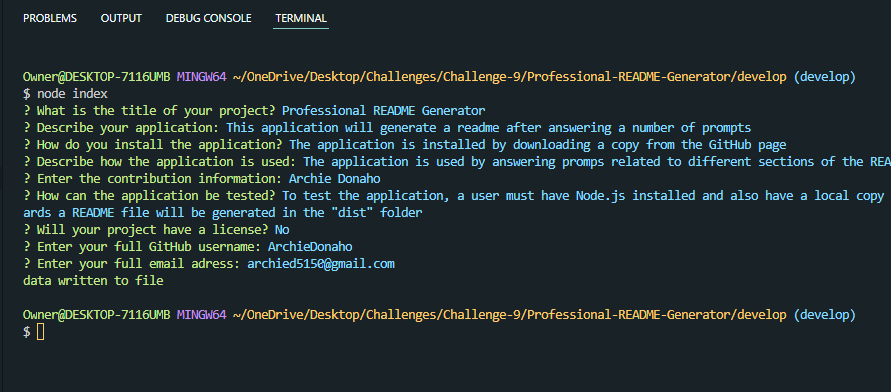 PROBLEMS OUTPUT DEBUG CONSOLE TERMINAL
Owner@DESKTOP-7116UMB MINGW64 ~/OneDrive/Desktop/Challenges/Challenge-9/Professional-README-Generator/develop (develop)
$ node index
? What is the title of your project? Professional README Generator
? Describe your application: This application will generate a readme after answering a number of prompts
? How do you install the application? The application is installed by downloading a copy from the GitHub page
? Describe how the application is used: The application is used by answering promps related to different sections of the REA
? Enter the contribution information: Archie Donaho
? How can the application be tested? To test the application, a user must have Node.js installed and also have a local copy
ards a README file will be generated in the "dist" folder
? Will your project have a license? No
? Enter your full GitHub username: ArchieDonaho
? Enter your full email adress: archied5150@gmail.com
data written to file
Owner@DESKTOP-7116UMB MINGW64 ~/OneDrive/Desktop/Challenges/Challenge-9/Professional-README-Generator/develop (develop)
$